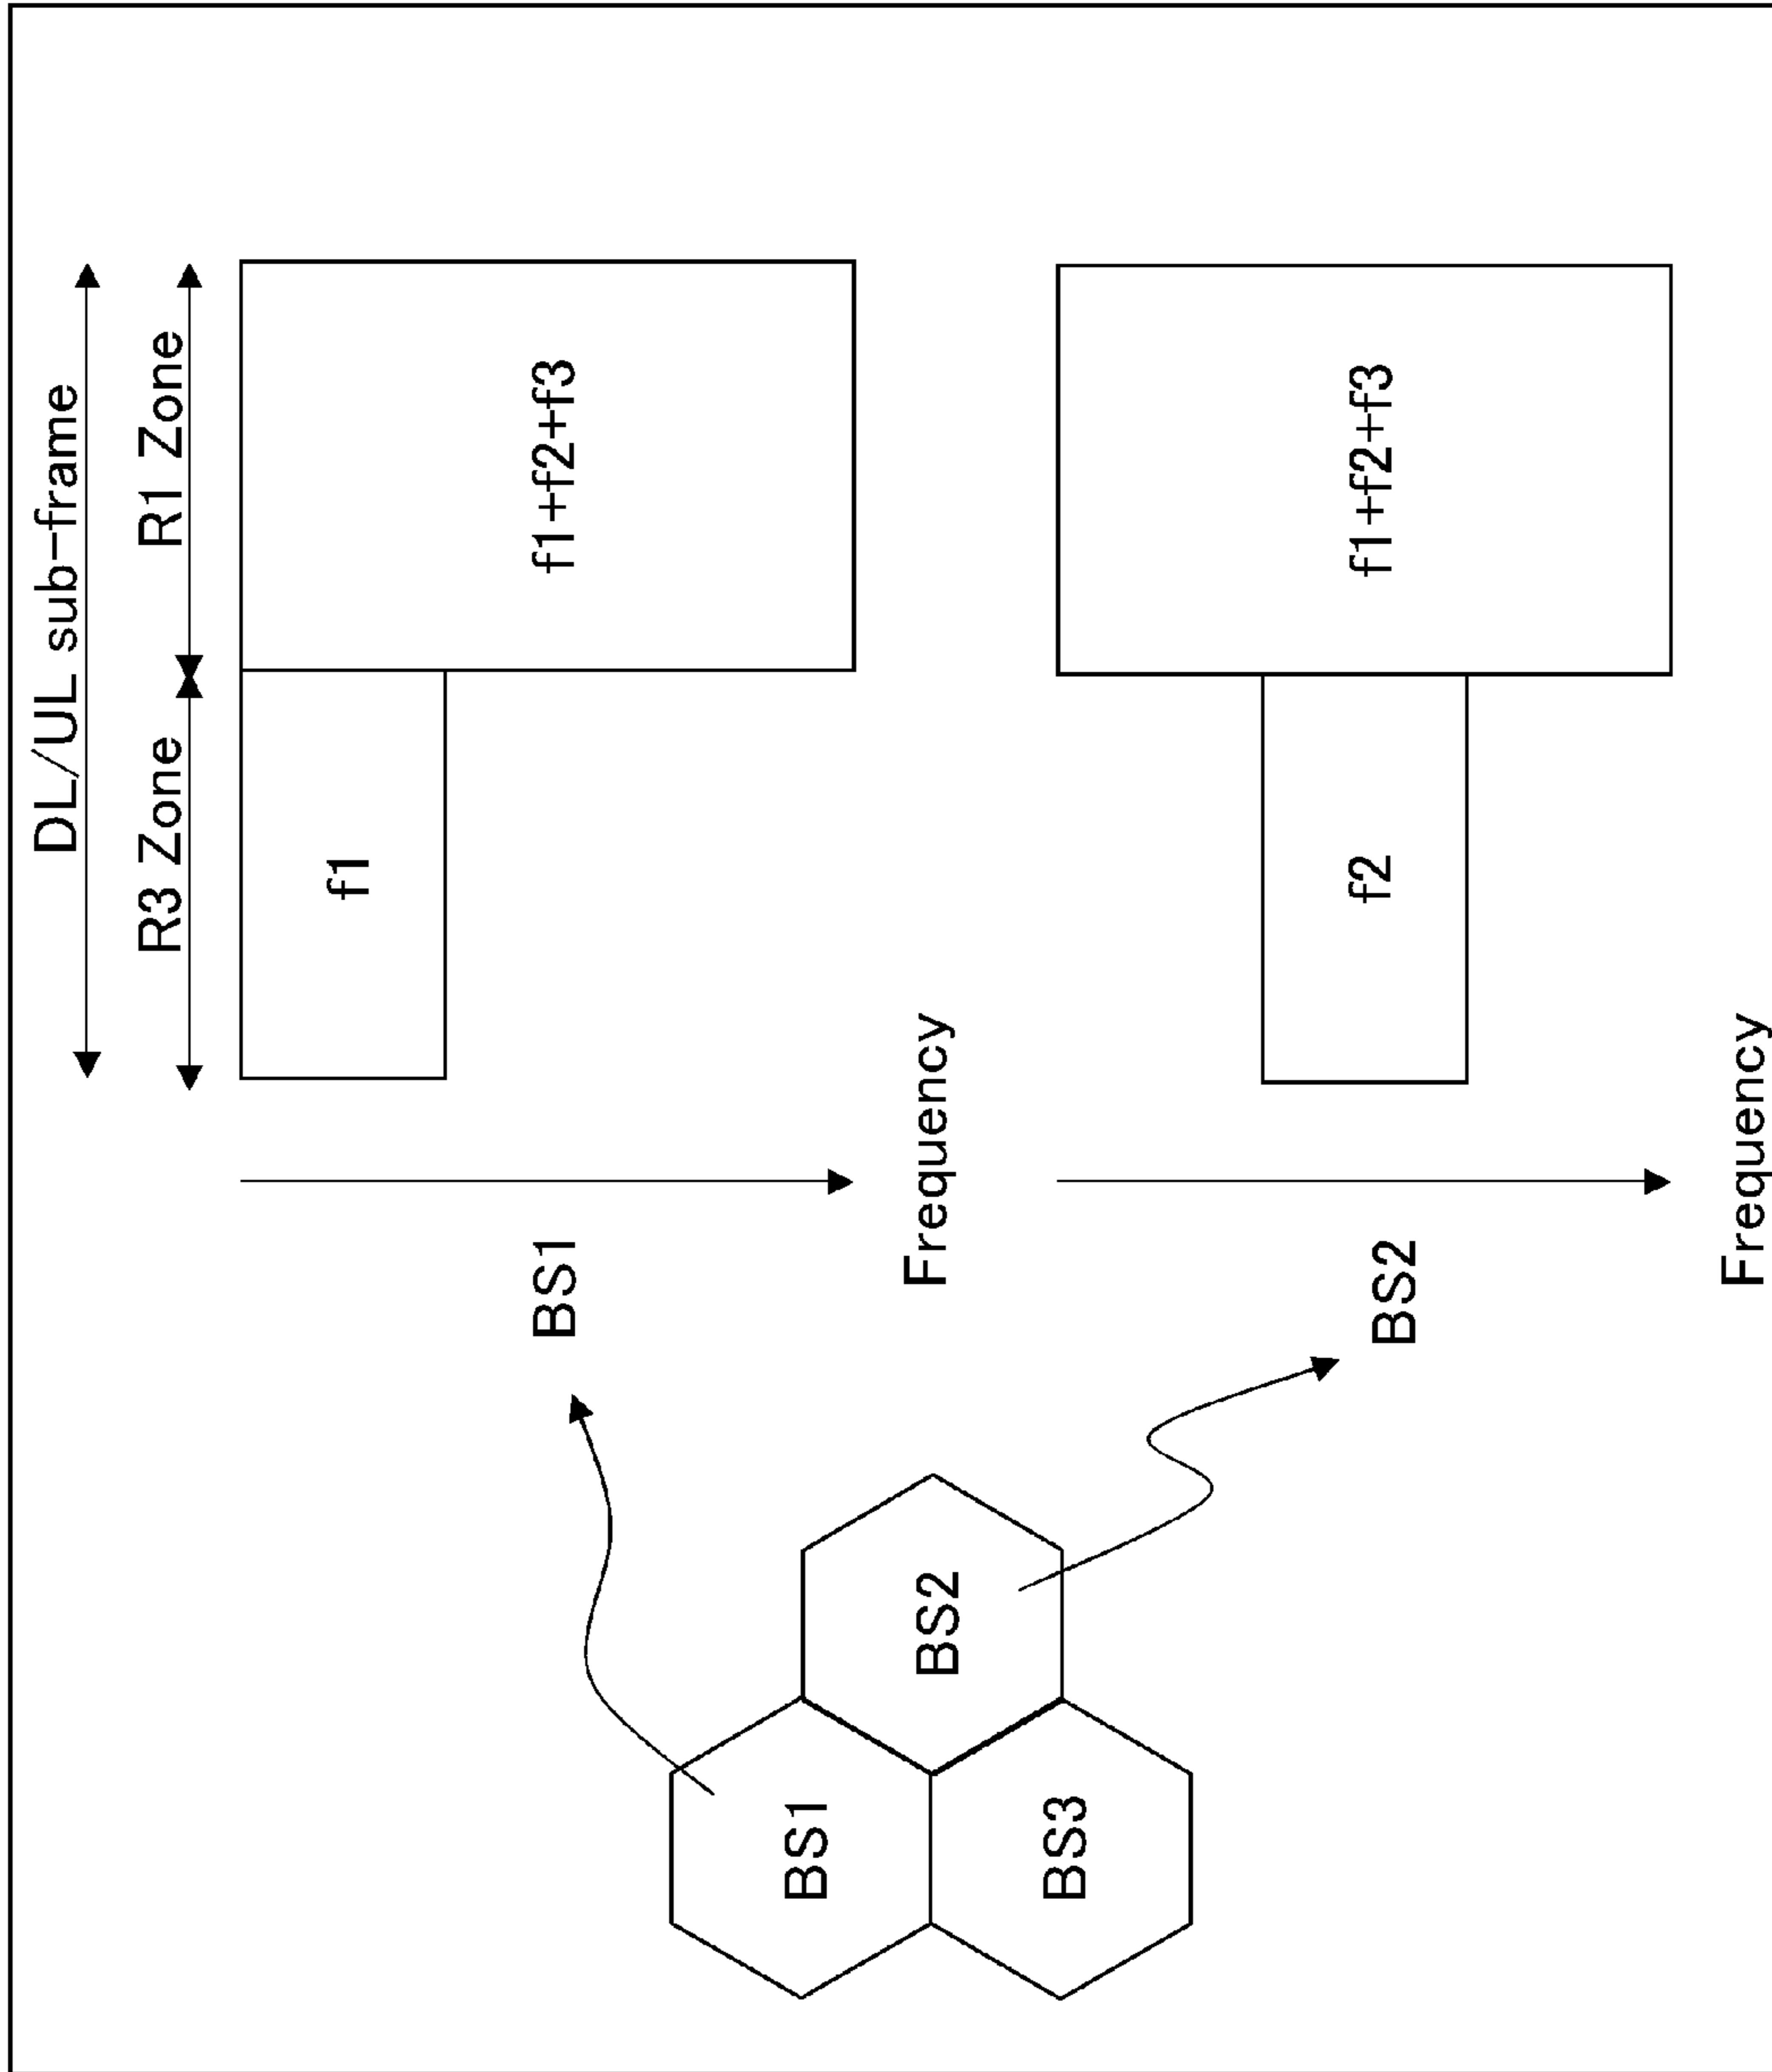 DL/UL sub-frame
R3 Zone
R1 Zone
f1
f1+f2+f3
BS1
Frequency
BS1
BS2
BS3
f2
f1+f2+f3
BS2
Frequency